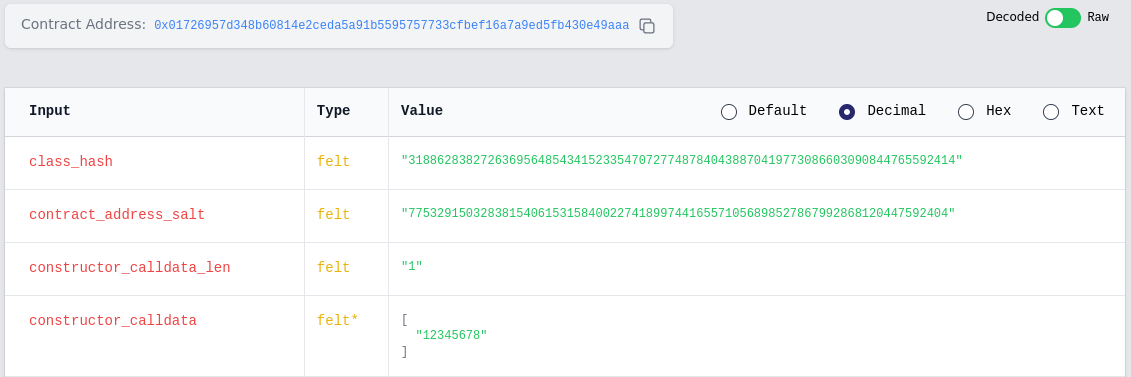 Contract Address: 0x01726957d348b60814e2ceda5a91b5595757733cfbef16a7a9ed5fb430e49aaa
Decoded Raw
Input Type Value Default Decimal Hex Text
class_hash felt "3188628382726369564854341523354707277487840438870419773086603090844765592414"
contract_address_salt felt "775329150328381540615315840022741899744165571056898527867992868120447592404"
constructor_calldata_len felt "1"
constructor_calldata felt* [
"12345678"
]